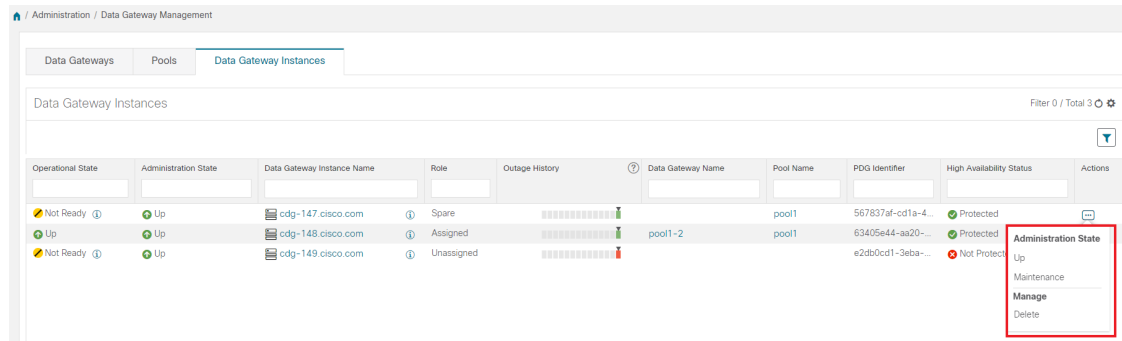 / Administration / Data Gateway Management
Data Gateways Pools Data Gateway Instances
Data Gateway Instances Filter 0 / Total 3
Operational State Administration State Data Gateway Instance Name Role Outage History ? Data Gateway Name Pool Name PDG Identifier High Availability Status Actions
Not Ready Up cdg-147.cisco.com Spare pool1 567837af-cd1a-4... Protected
Up Up cdg-148.cisco.com Assigned pool1-2 pool1 63405e44-aa20-... Protected
Not Ready Up cdg-149.cisco.com Unassigned e2db0cd1-3eba-... Not Protect
Administration State
Up
Maintenance
Manage
Delete